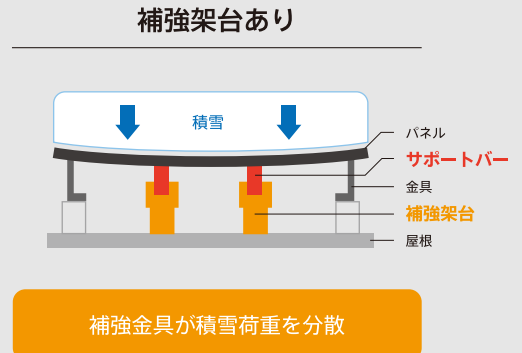 補強架台あり
積雪
パネル
サポートバー
金具
補強架台
屋根
補強金具が積雪荷重を分散